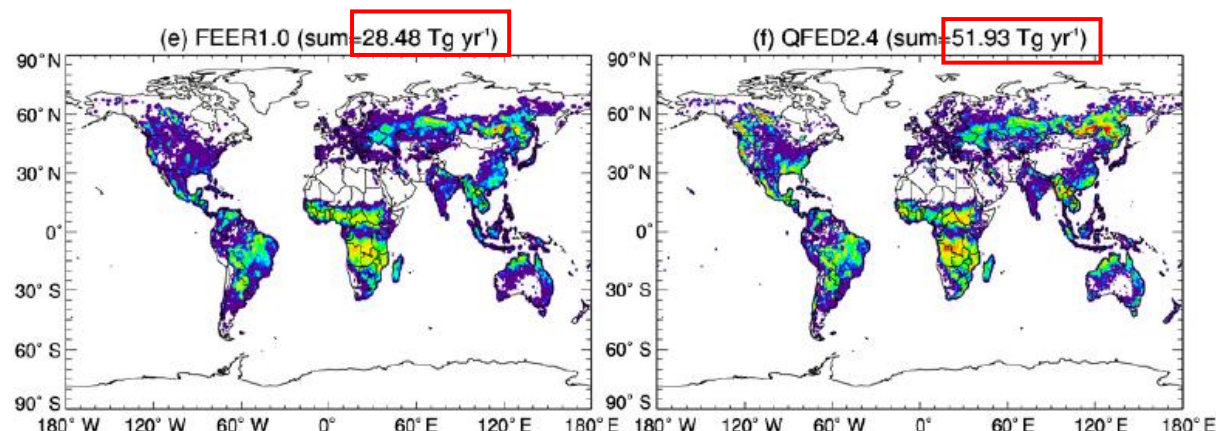 (e) FEER1.0 (sum=28.48 Tg yr⁻¹) (f) QFED2.4 (sum=51.93 Tg yr⁻¹)
90° N 90° N
60° N 60° N
30° N 30° N
0° 0°
30° S 30° S
60° S 60° S
90° S 90° S
180° W 120° W 60° W 0° 60° E 120° E 180° W 120° W 60° W 0° 60° E 120° E 180° E